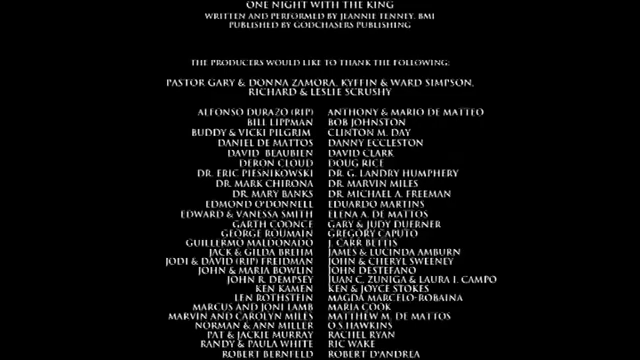 ONE NIGHT WITH THE KING
WRITTEN AND PERFORMED BY JEANNIE TENNEY, BMI
PUBLISHED BY GODCHASERS PUBLISHING
THE PRODUCERS WOULD LIKE TO THANK THE FOLLOWING:
PASTOR GARY & DONNA ZAMORA, KYFFIN & WARD SIMPSON,
RICHARD & LESLIE SCRUSHY
ALFONSO DURAZO (RIP) ANTHONY & MARIO DE MATTEO
BILL LIPPMAN BOB JOHNSTON
BUDDY & VICKI PILGRIM CLINTON M. DAY
DANIEL DE MATTOS DANNY ECCLESTON
DAVID BEAUBIEN DAVID CLARK
DERON CLOUD DOUG RICE
DR. ERIC PIESNIKOWSKI DR. G. LANDRY HUMPHERY
DR. MARK CHIRONA DR. MARVIN MILES
DR. MARY BANKS DR. MICHAEL A. FREEMAN
EDMOND O'DONNELL EDUARDO MARTINS
EDWARD & VANESSA SMITH ELENA A. DE MATTOS
GARTH COONCE GARY & JUDY DUERNER
GEORGE ROUMAIN GREGORY CAPUTO
GUILLERMO MALDONADO J. CARR BETTIS
JACK & GILDA BREHM JAMES & LUCINDA AMBURN
JODI & DAVID (RIP) FREIDMAN JOHN & CHERYL SWEENEY
JOHN & MARIA BOWLIN JOHN DESTEFANO
JOHN R. DEMPSEY JUAN C. ZUNIGA & LAURA I. CAMPO
KEN KAMEN KEN & JOYCE STOKES
LEN ROTHSTEIN MAGDA MARCELO-ROBAINA
MARCUS AND JONI LAMB MARIA COOK
MARVIN AND CAROLYN MILES MATTHEW M. DE MATTOS
NORMAN & ANN MILLER O.S HAWKINS
PAT & JACKIE MURRAY RACHEL RYAN
RANDY & PAULA WHITE RIC WAKE
ROBERT BERNFELD ROBERT D'ANDREA